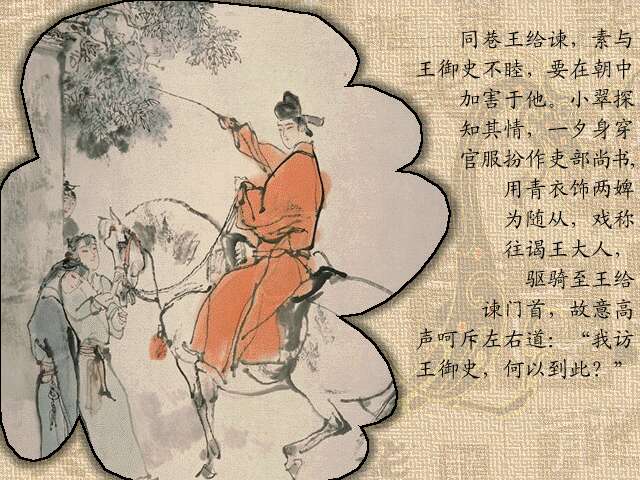 同巷王给谏，素与
王御史不睦，要在朝中
加害于他。小翠探
知其情，一夕身穿
官服扮作吏部尚书，
用青衣饰两婢
为随从，戏称
往谒王大人，
驱骑至王给
谏门首，故意高
声呵斥左右道：“我访
王御史，何以到此？”